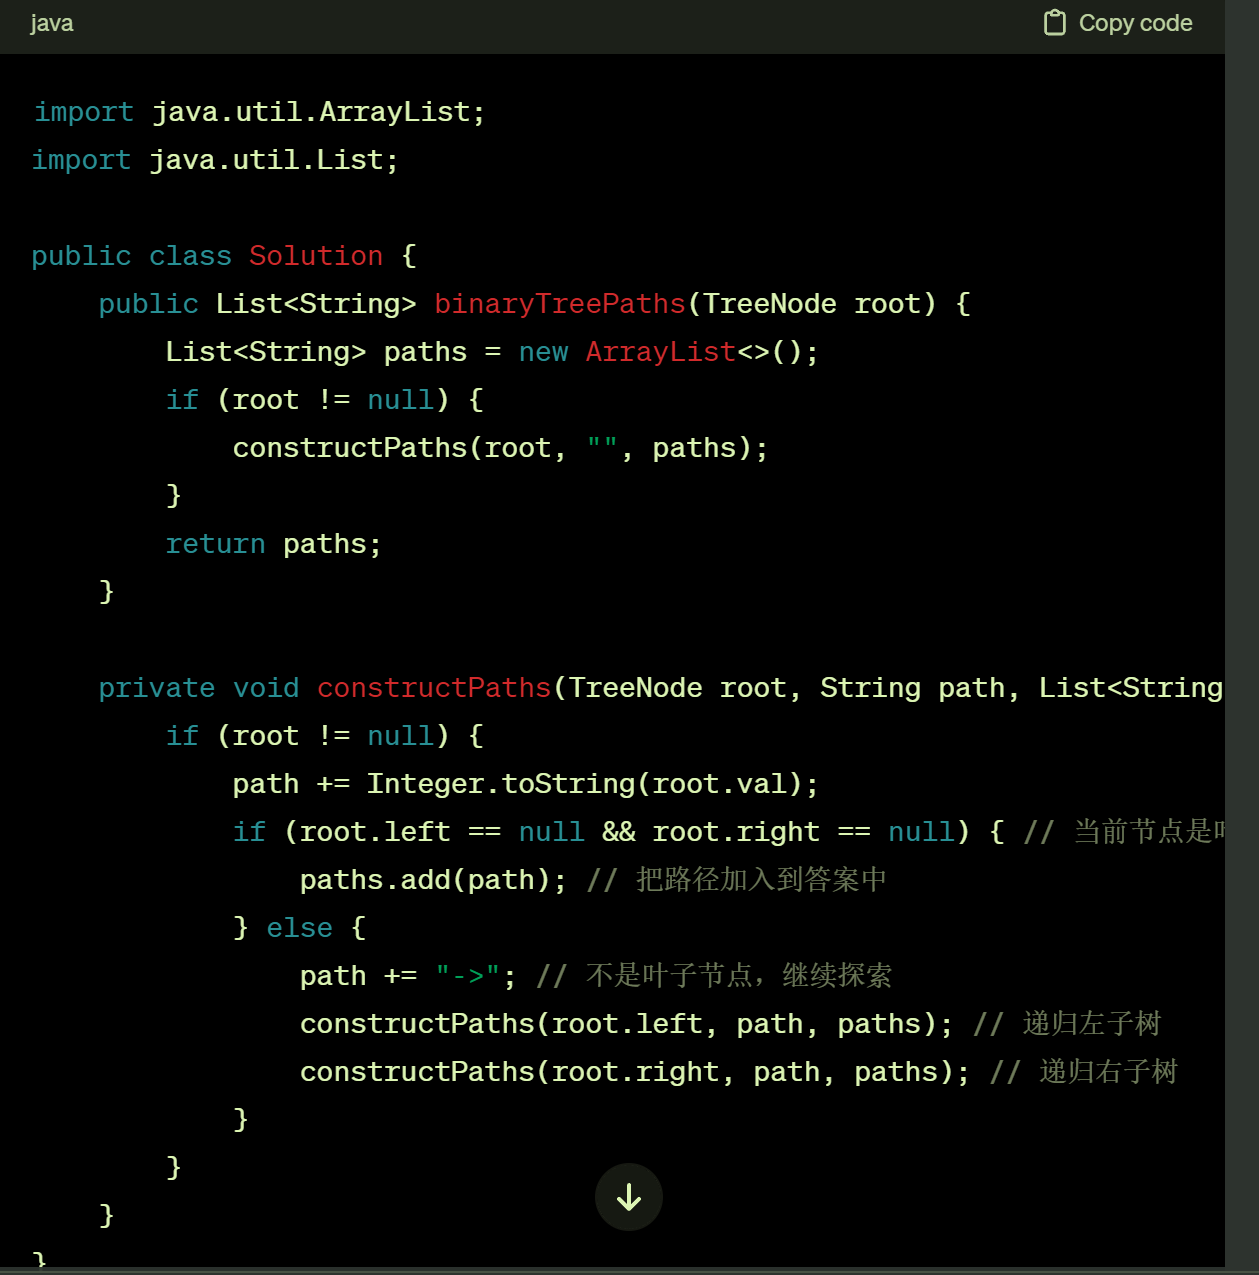 java
Copy code
import java.util.ArrayList;
import java.util.List;
public class Solution {
public List<String> binaryTreePaths(TreeNode root) {
List<String> paths = new ArrayList<>();
if (root != null) {
constructPaths(root, "", paths);
}
return paths;
}
private void constructPaths(TreeNode root, String path, List<String
if (root != null) {
path += Integer.toString(root.val);
if (root.left == null && root.right == null) { // 当前节点是
paths.add(path); // 把路径加入到答案中
} else {
path += "->"; // 不是叶子节点，继续探索
constructPaths(root.left, path, paths); // 递归左子树
constructPaths(root.right, path, paths); // 递归右子树
}
}
}
}